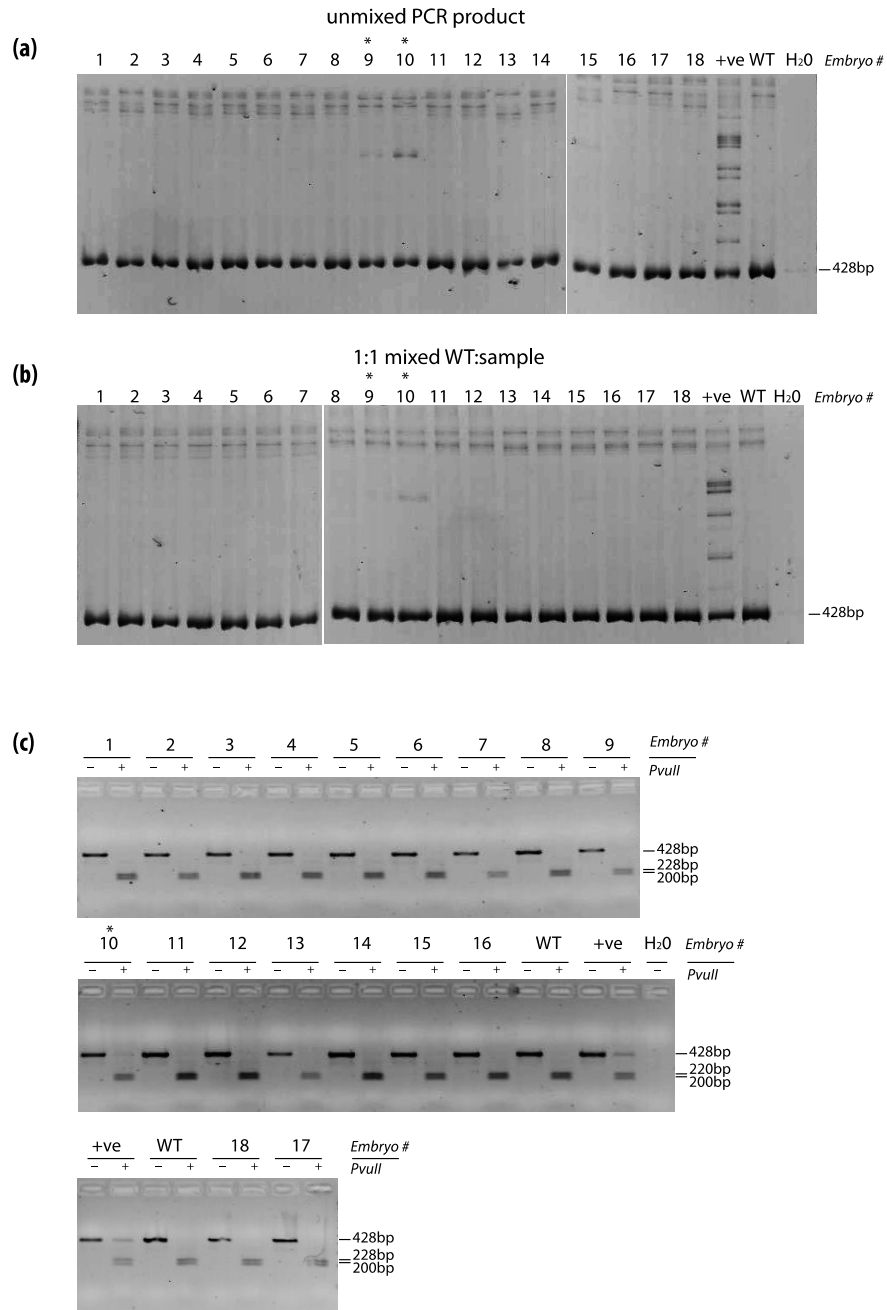 unmixed PCR product
(a)
* *
1 2 3 4 5 6 7 8 9 10 11 12 13 14 15 16 17 18 +ve WT H20 Embryo #
428bp
1:1 mixed WT:sample
(b)
* *
1 2 3 4 5 6 7 8 9 10 11 12 13 14 15 16 17 18 +ve WT H20 Embryo #
428bp
(c)
1 2 3 4 5 6 7 8 9 Embryo #
– + – + – + – + – + – + – + – + – + PvuII
428bp
228bp
200bp
*
10 11 12 13 14 15 16 WT +ve H20 Embryo #
– + – + – + – + – + – + – + – + – + – PvuII
428bp
220bp
200bp
+ve WT 18 17 Embryo #
– + – + – + – + PvuII
428bp
228bp
200bp